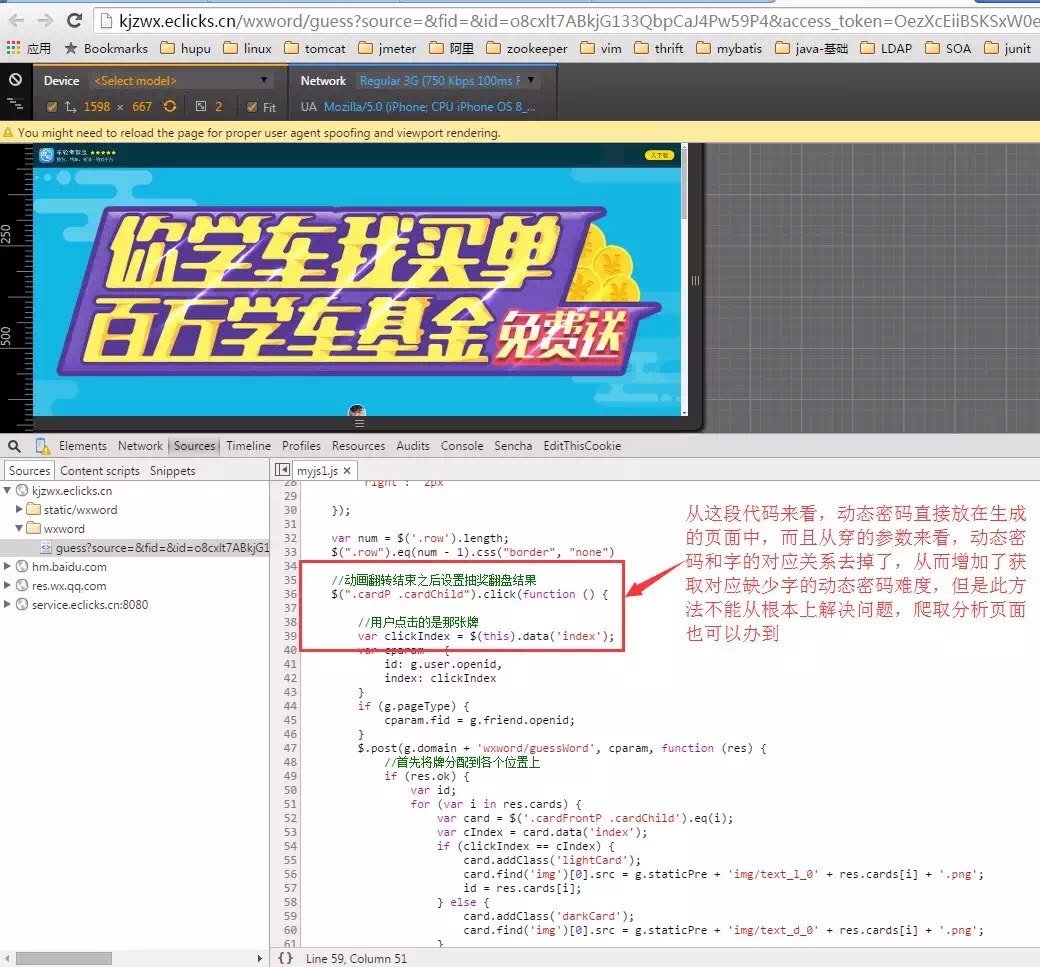 kjzwx.eclicks.cn/wxword/guess?source=&fid=&id=o8cxIt7ABkjG133QbpCaJ4Pw59P4&access_token=OezXcEiiBSKSxW0e
应用 Bookmarks hupu linux tomcat jmeter 阿里 zookeeper vim thrift mybatis java-基础 LDAP SOA junit
Device <Select model> Network Regular 3G (750 Kbps 100ms F
1598 × 667 2 Fit UA Mozilla/5.0 (iPhone; CPU iPhone OS 8_...
You might need to reload the page for proper user agent spoofing and viewport rendering.
250
500
你学车我买单
百万学车基金免费送
Elements Network Sources Timeline Profiles Resources Audits Console Sencha EditThisCookie
Sources Content scripts Snippets
myjs1.js ×
kjzwx.eclicks.cn
static/wxword
wxword
guess?source=&fid=&id=o8cxIt7ABkjG1
hm.baidu.com
res.wx.qq.com
service.eclicks.cn:8080
28 'right': '2px'
29
30 });
31
32 var num = $('.row').length;
33 $(".row").eq(num - 1).css("border", "none")
34
35 //动画翻转结束之后设置抽奖翻盘结果
36 $(".cardP .cardChild").click(function () {
37
38 //用户点击的是那张牌
39 var clickIndex = $(this).data('index');
40 var cparam = {
41 id: g.user.openid,
42 index: clickIndex
43 }
44 if (g.pageType) {
45 cparam.fid = g.friend.openid;
46 }
47 $.post(g.domain + 'wxword/guessWord', cparam, function (res) {
48 //首先将牌分配到各个位置上
49 if (res.ok) {
50 var id;
51 for (var i in res.cards) {
52 var card = $('.cardFrontP .cardChild').eq(i);
53 var cIndex = card.data('index');
54 if (clickIndex == cIndex) {
55 card.addClass('lightCard');
56 card.find('img')[0].src = g.staticPre + 'img/text_l_0' + res.cards[i] + '.png';
57 id = res.cards[i];
58 } else {
59 card.addClass('darkCard');
60 card.find('img')[0].src = g.staticPre + 'img/text_d_0' + res.cards[i] + '.png';
61 }
从这段代码来看，动态密码直接放在生成
的页面中，而且从穿的参数来看，动态密
码和字的对应关系去掉了，从而增加了获
取对应缺少字的动态密码难度，但是此方
法不能从根本上解决问题，爬取分析页面
也可以办到
{} Line 59, Column 51